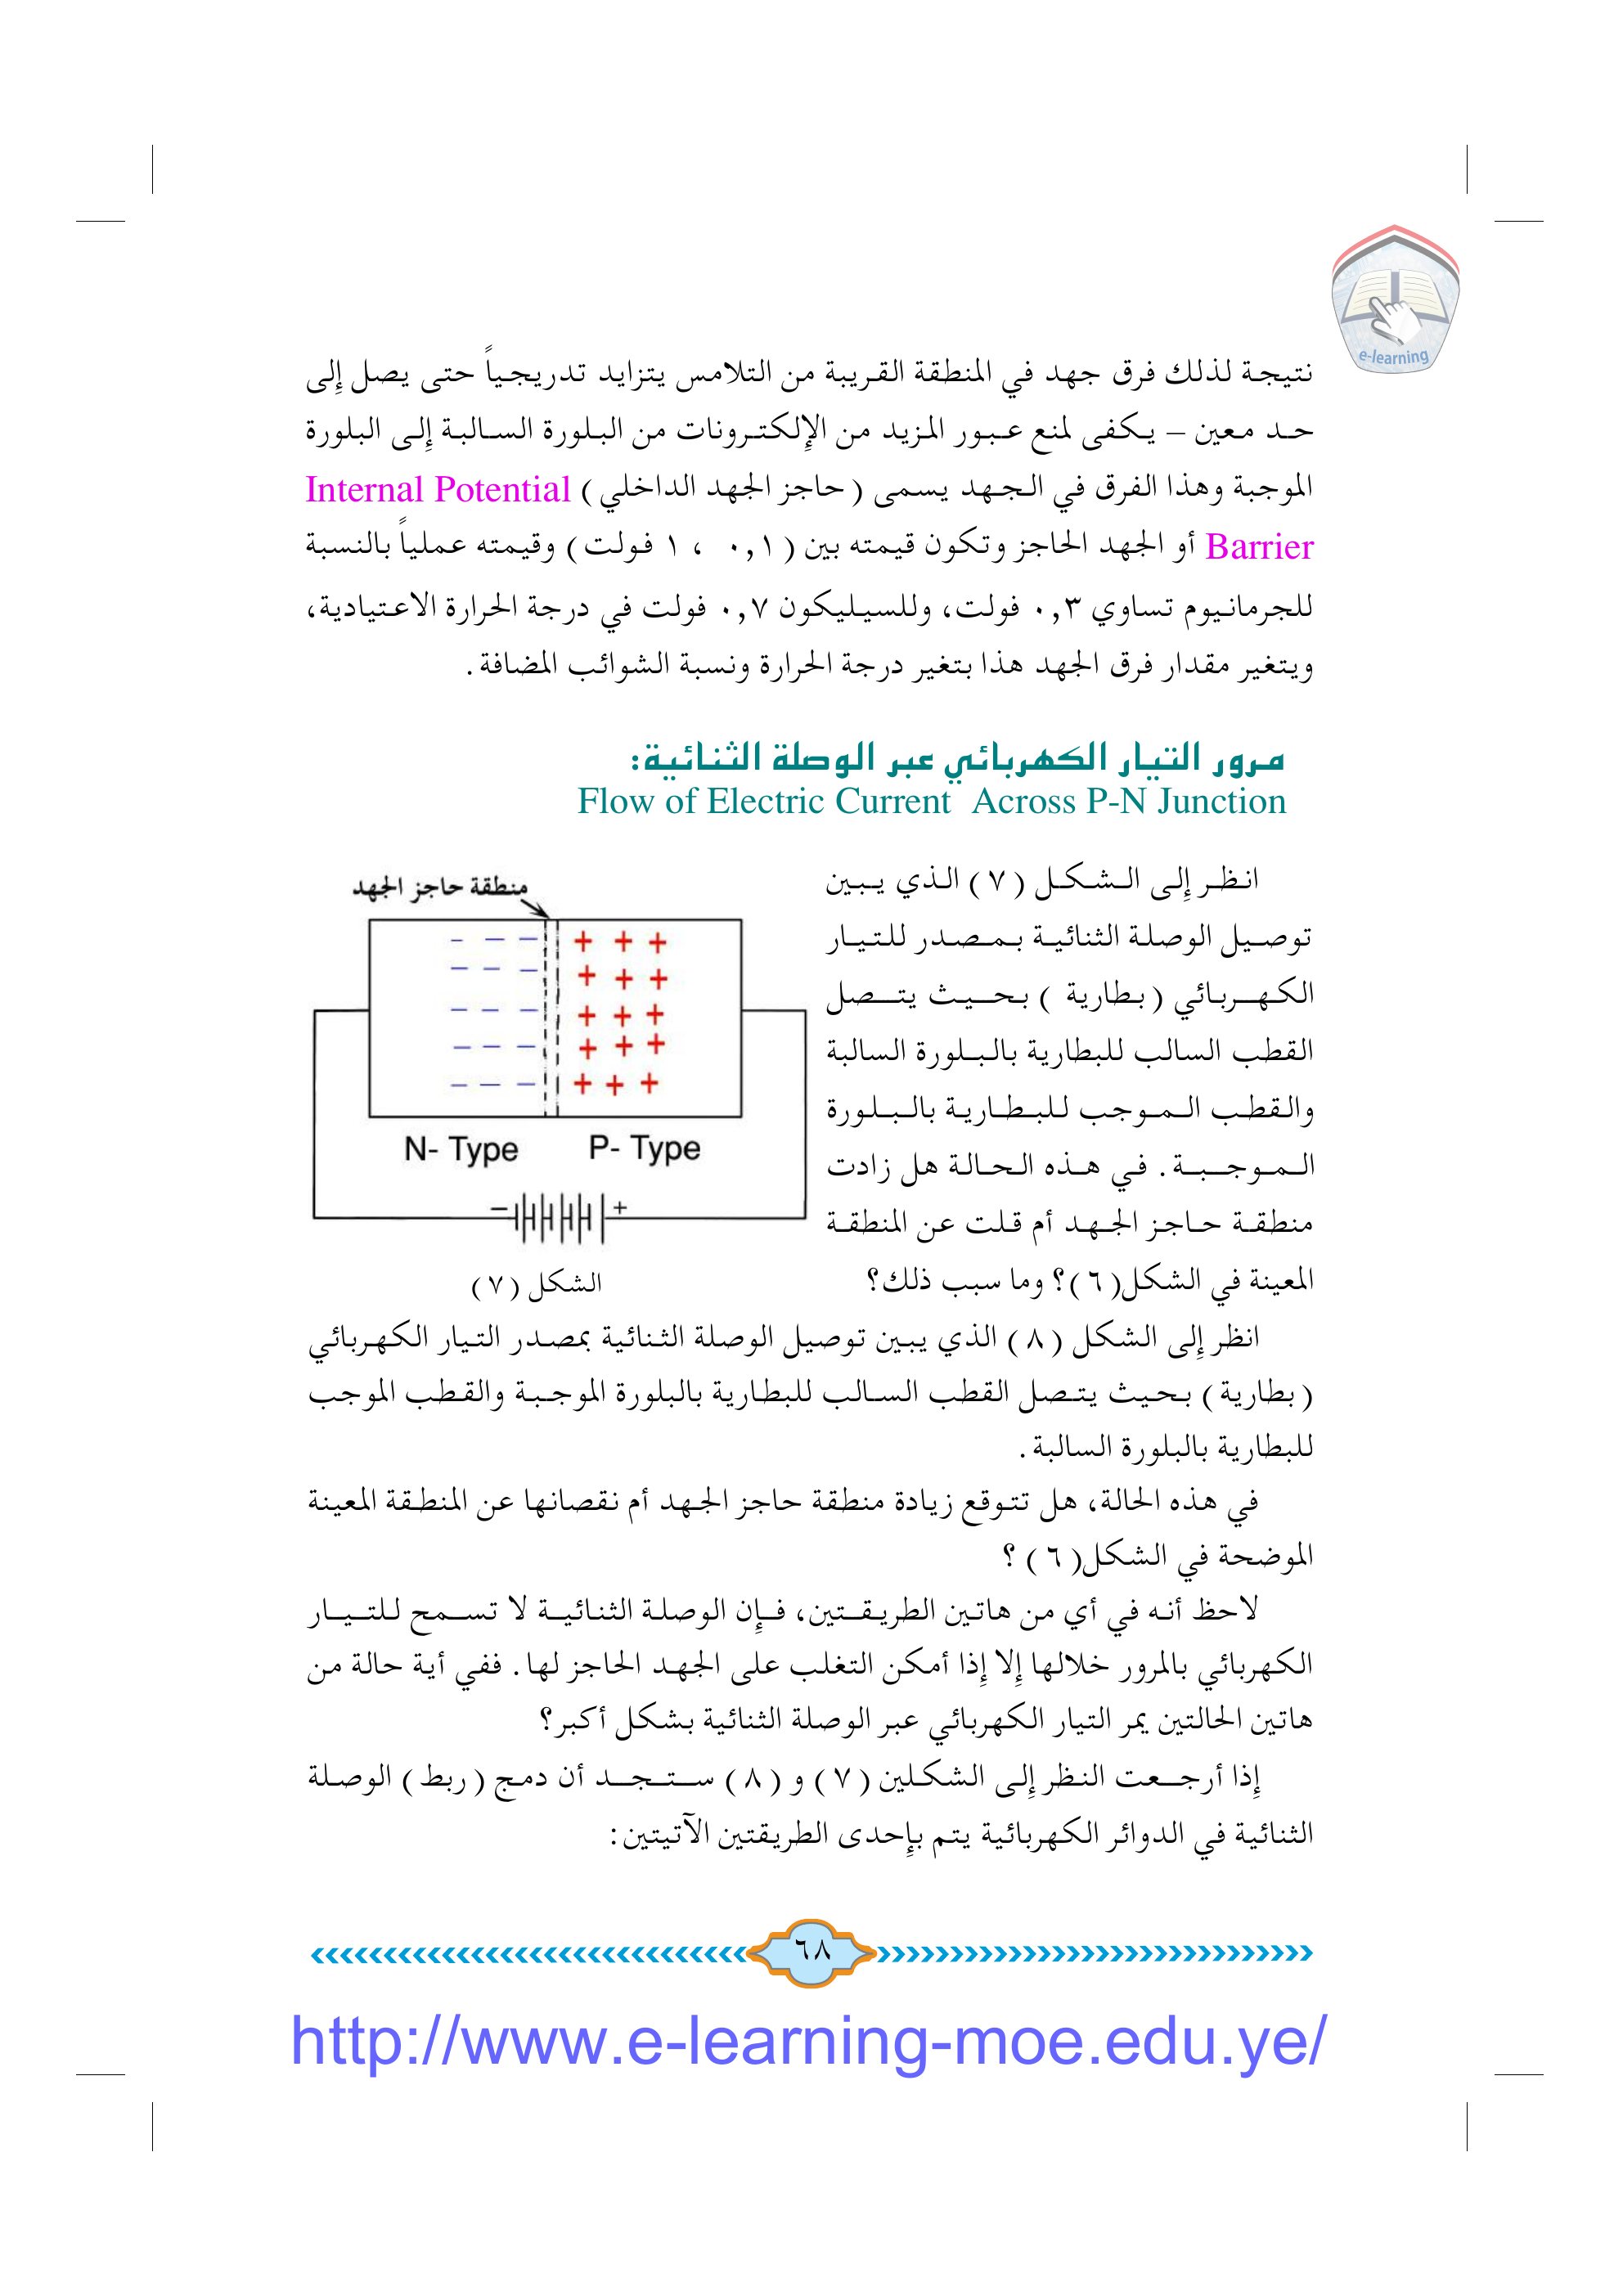 e-learning
نتيجة لذلك فرق جهد في المنطقة القريبة من التلامس يتزايد تدريجياً حتى يصل إلى
حد معين – يكفى لمنع عبور المزيد من الإلكترونات من البلورة السالبة إلى البلورة
الموجبة وهذا الفرق في الجهد يسمى ( حاجز الجهد الداخلي ) Internal Potential
Barrier أو الجهد الحاجز وتكون قيمته بين ( ٠,١ ، ١ فولت ) وقيمته عملياً بالنسبة
للجرمانيوم تساوي ٠,٣ فولت، وللسيليكون ٠,٧ فولت في درجة الحرارة الاعتيادية،
ويتغير مقدار فرق الجهد هذا بتغير درجة الحرارة ونسبة الشوائب المضافة .
مرور التيار الكهربائي عبر الوصلة الثنائية:
Flow of Electric Current Across P-N Junction
انظر إلى الشكل ( ٧ ) الذي يبين
توصيل الوصلة الثنائية بمصدر للتيار
الكهربائي ( بطارية ) بحيث يتصل
القطب السالب للبطارية بالبلورة السالبة
والقطب الموجب للبطارية بالبلورة
الموجبة . في هذه الحالة هل زادت
منطقة حاجز الجهد أم قلت عن المنطقة
المعينة في الشكل( ٦ )؟ وما سبب ذلك؟
منطقة حاجز الجهد
- – – + + +
– – – + + +
– – – + + +
– – – + + +
– – – + + +
N- Type P- Type
– +
الشكل ( ٧ )
انظر إلى الشكل ( ٨ ) الذي يبين توصيل الوصلة الثنائية بمصدر التيار الكهربائي
( بطارية ) بحيث يتصل القطب السالب للبطارية بالبلورة الموجبة والقطب الموجب
للبطارية بالبلورة السالبة .
في هذه الحالة، هل تتوقع زيادة منطقة حاجز الجهد أم نقصانها عن المنطقة المعينة
الموضحة في الشكل( ٦ ) ؟
لاحظ أنه في أي من هاتين الطريقتين، فإن الوصلة الثنائية لا تسمح للتيار
الكهربائي بالمرور خلالها إلا إذا أمكن التغلب على الجهد الحاجز لها . ففي أية حالة من
هاتين الحالتين يمر التيار الكهربائي عبر الوصلة الثنائية بشكل أكبر؟
إذا أرجعت النظر إلى الشكلين ( ٧ ) و ( ٨ ) ستجد أن دمج ( ربط ) الوصلة
الثنائية في الدوائر الكهربائية يتم بإحدى الطريقتين الآتيتين :
٦٨
http://www.e-learning-moe.edu.ye/